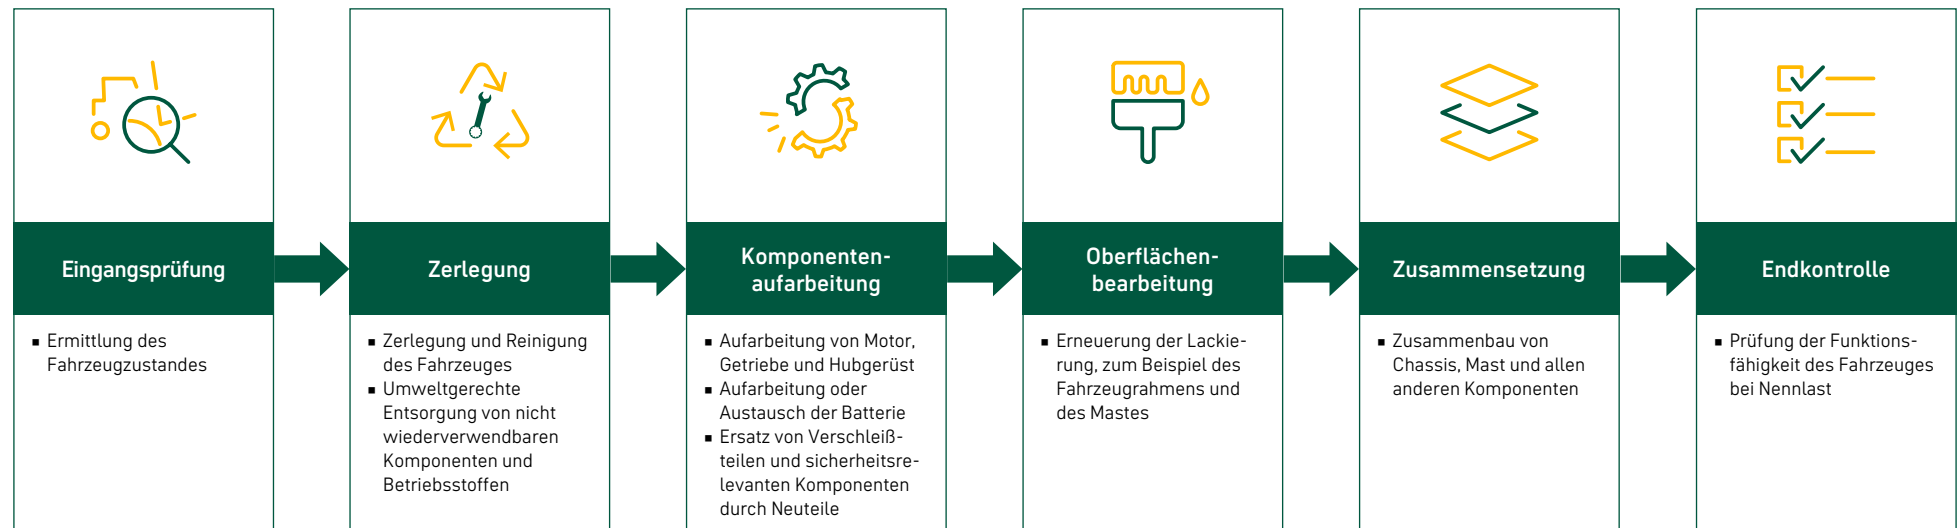 Eingangsprüfung
■ Ermittlung des
Fahrzeugzustandes
Zerlegung
■ Zerlegung und Reinigung
des Fahrzeuges
■ Umweltgerechte
Entsorgung von nicht
wiederverwendbaren
Komponenten und
Betriebsstoffen
Komponenten-
aufarbeitung
■ Aufarbeitung von Motor,
Getriebe und Hubgerüst
■ Aufarbeitung oder
Austausch der Batterie
■ Ersatz von Verschleiß-
teilen und sicherheitsre-
levanten Komponenten
durch Neuteile
Oberflächen-
bearbeitung
■ Erneuerung der Lackie-
rung, zum Beispiel des
Fahrzeugrahmens und
des Mastes
Zusammensetzung
■ Zusammenbau von
Chassis, Mast und allen
anderen Komponenten
Endkontrolle
■ Prüfung der Funktions-
fähigkeit des Fahrzeuges
bei Nennlast